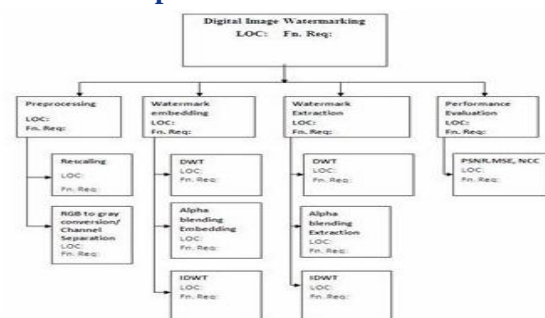 Digital Image Watermarking
LOC: Fn. Req:
Preprocessing
LOC:
Fn. Req:
Watermark
embedding
LOC:
Fn. Req:
Watermark
Extraction
LOC:
Fn. Req:
Performance
Evaluation
LOC:
Fn. Req:
Rescaling
LOC:
Fn. Req:
RGB to gray
conversion/
Channel
Separation
LOC:
Fn. Req:
DWT
LOC:
Fn. Req:
Alpha
blending
Embedding
LOC:
Fn. Req:
IDWT
LOC:
Fn. Req:
DWT
LOC:
Fn. Req:
Alpha
blending
Extraction
LOC:
Fn. Req:
IDWT
LOC:
Fn. Req:
PSNR.MSE, NCC
LOC:
Fn. Req: